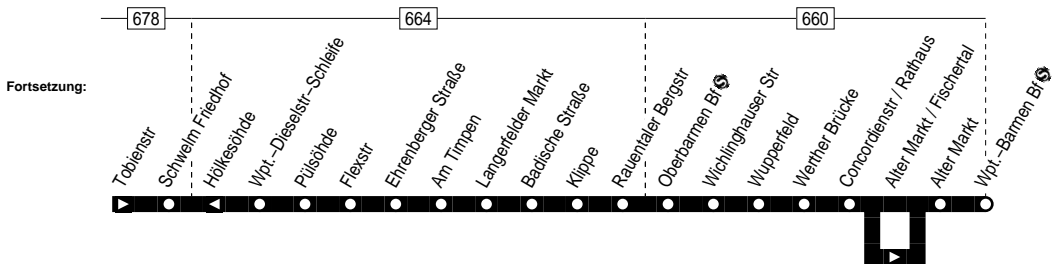 678 664 660
Fortsetzung:
Tobienstr
Schwelm Friedhof
Hölkesöhde
Wpt.–Dieselstr–Schleife
Pülsöhde
Flexstr
Ehrenberger Straße
Am Timpen
Langerfelder Markt
Badische Straße
Klippe
Rauentaler Bergstr
Oberbarmen Bf S
Wichlinghauser Str
Wupperfeld
Werther Brücke
Concordienstr / Rathaus
Alter Markt / Fischertal
Alter Markt
Wpt.–Barmen Bf S